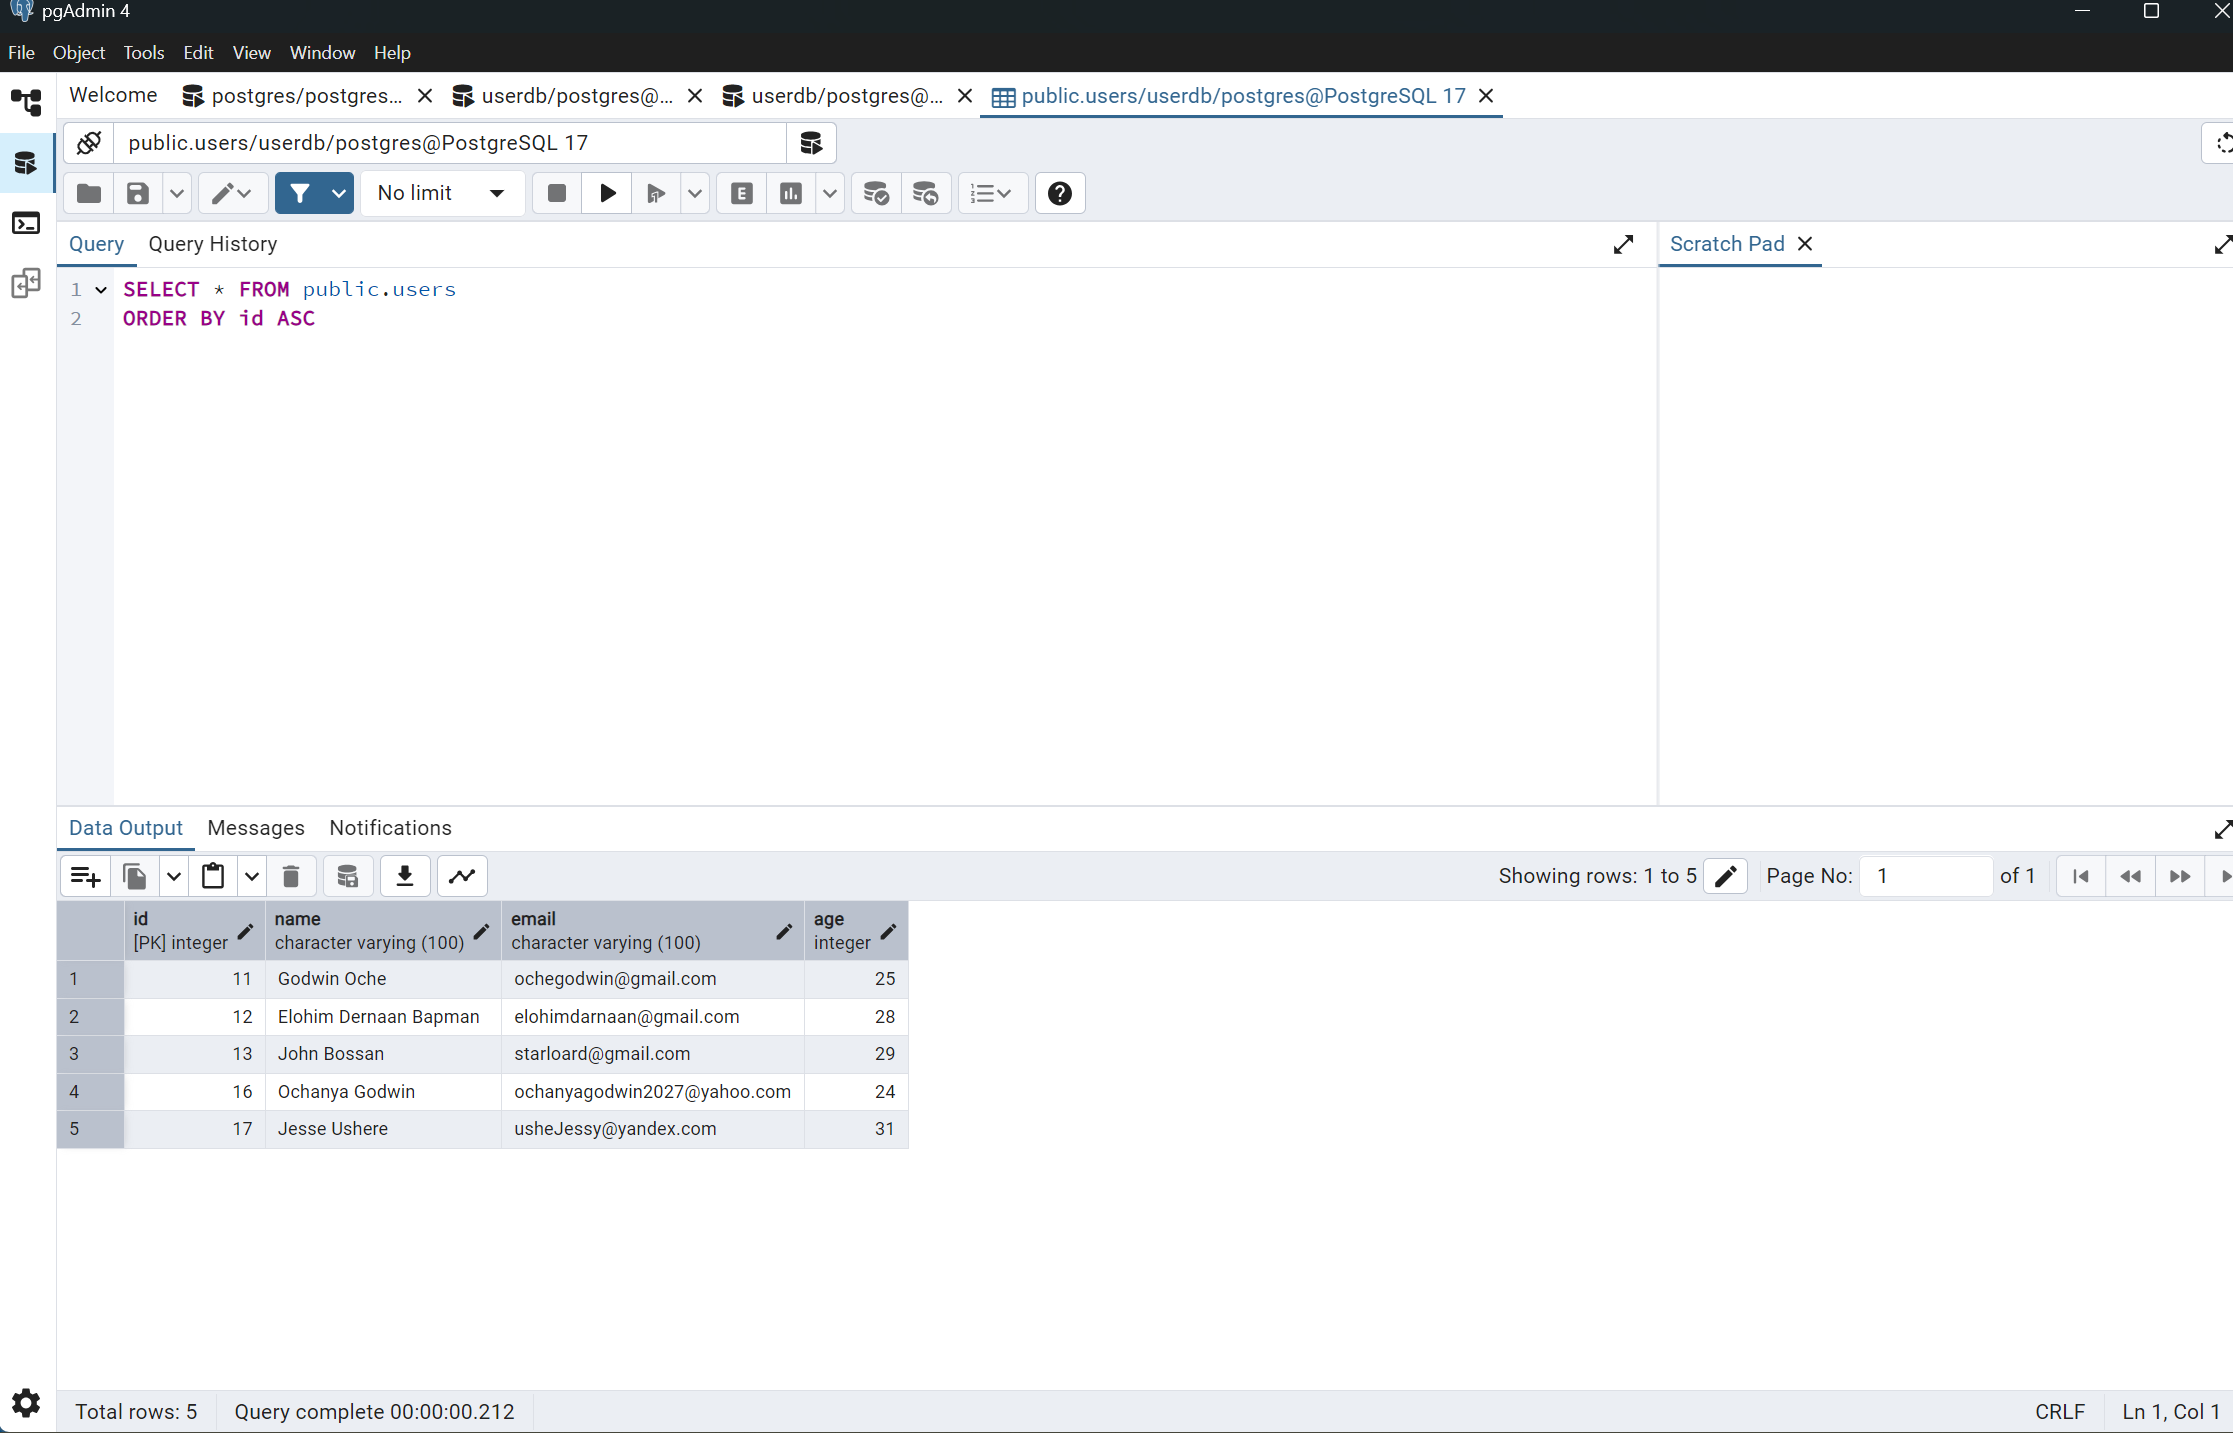 pgAdmin 4
File Object Tools Edit View Window Help
Welcome postgres/postgres... userdb/postgres@... userdb/postgres@... public.users/userdb/postgres@PostgreSQL 17
public.users/userdb/postgres@PostgreSQL 17
No limit E
Query Query History Scratch Pad
1 SELECT * FROM public.users
2 ORDER BY id ASC
Data Output Messages Notifications
Showing rows: 1 to 5 Page No: 1 of 1
id name email age
[PK] integer character varying (100) character varying (100) integer
1 11 Godwin Oche ochegodwin@gmail.com 25
2 12 Elohim Dernaan Bapman elohimdarnaan@gmail.com 28
3 13 John Bossan starloard@gmail.com 29
4 16 Ochanya Godwin ochanyagodwin2027@yahoo.com 24
5 17 Jesse Ushere usheJessy@yandex.com 31
Total rows: 5 Query complete 00:00:00.212 CRLF Ln 1, Col 1